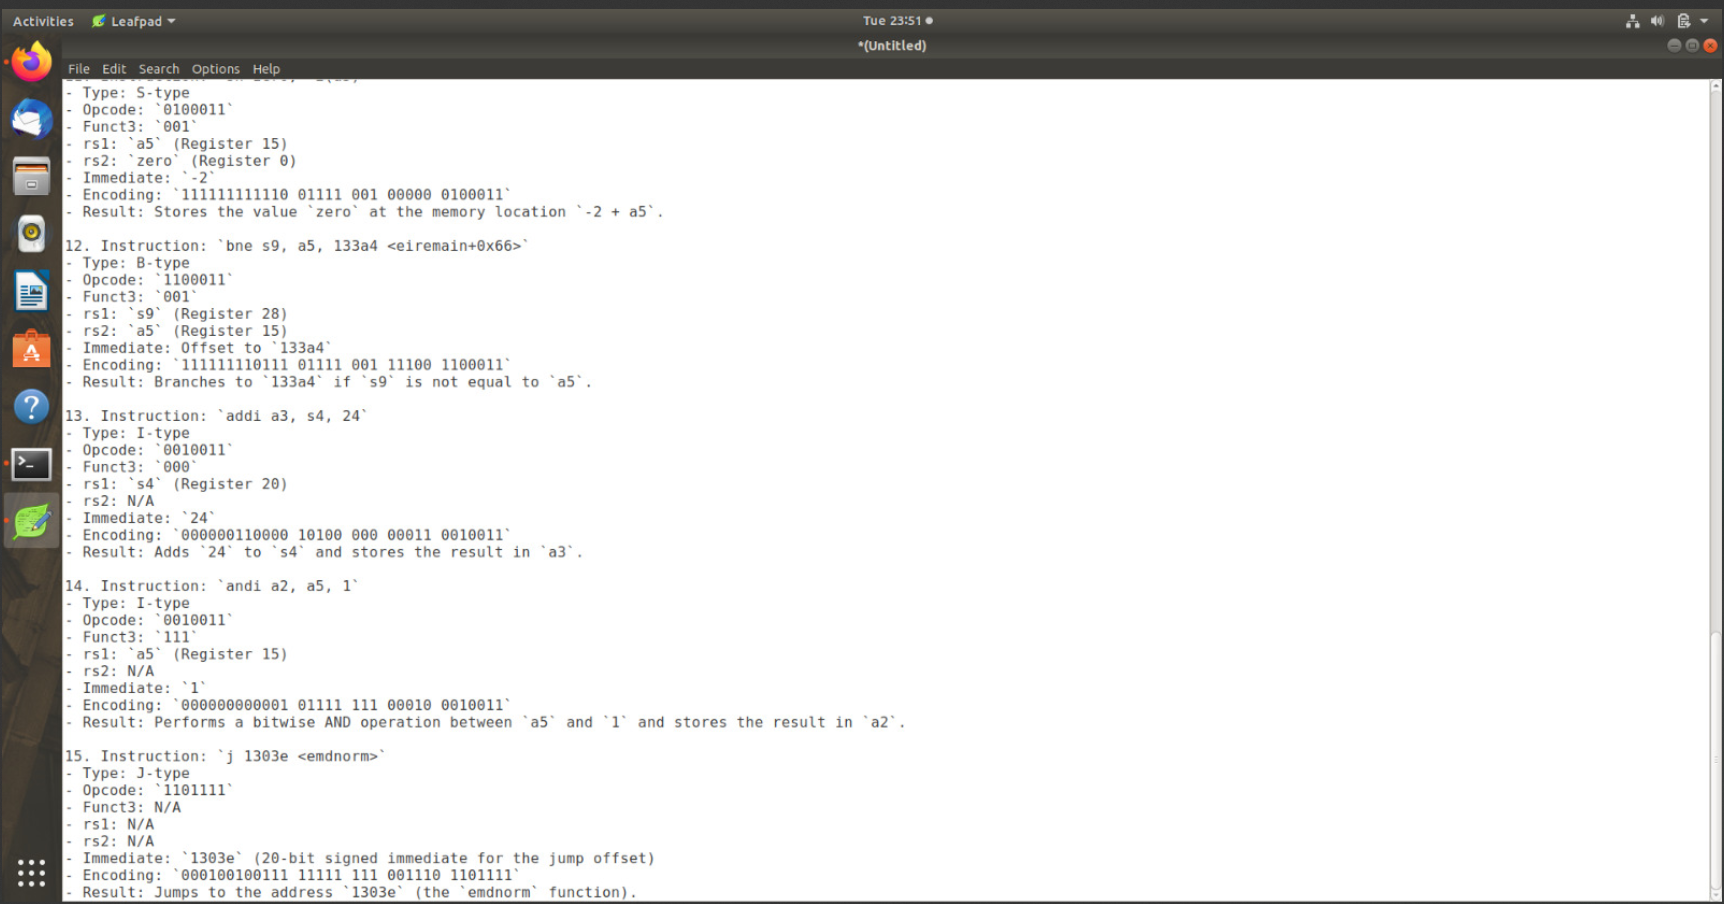 Activities Leafpad Tue 23:51
*(Untitled)
File Edit Search Options Help
- Type: S-type
- Opcode: `0100011`
- Funct3: `001`
- rs1: `a5` (Register 15)
- rs2: `zero` (Register 0)
- Immediate: `-2`
- Encoding: `111111111110 01111 001 00000 0100011`
- Result: Stores the value `zero` at the memory location `-2 + a5`.
12. Instruction: `bne s9, a5, 133a4 <eiremain+0x66>`
- Type: B-type
- Opcode: `1100011`
- Funct3: `001`
- rs1: `s9` (Register 28)
- rs2: `a5` (Register 15)
- Immediate: Offset to `133a4`
- Encoding: `111111110111 01111 001 11100 1100011`
- Result: Branches to `133a4` if `s9` is not equal to `a5`.
13. Instruction: `addi a3, s4, 24`
- Type: I-type
- Opcode: `0010011`
- Funct3: `000`
- rs1: `s4` (Register 20)
- rs2: N/A
- Immediate: `24`
- Encoding: `000000110000 10100 000 00011 0010011`
- Result: Adds `24` to `s4` and stores the result in `a3`.
14. Instruction: `andi a2, a5, 1`
- Type: I-type
- Opcode: `0010011`
- Funct3: `111`
- rs1: `a5` (Register 15)
- rs2: N/A
- Immediate: `1`
- Encoding: `000000000001 01111 111 00010 0010011`
- Result: Performs a bitwise AND operation between `a5` and `1` and stores the result in `a2`.
15. Instruction: `j 1303e <emdnorm>`
- Type: J-type
- Opcode: `1101111`
- Funct3: N/A
- rs1: N/A
- rs2: N/A
- Immediate: `1303e` (20-bit signed immediate for the jump offset)
- Encoding: `000100100111 11111 111 001110 1101111`
- Result: Jumps to the address `1303e` (the `emdnorm` function).